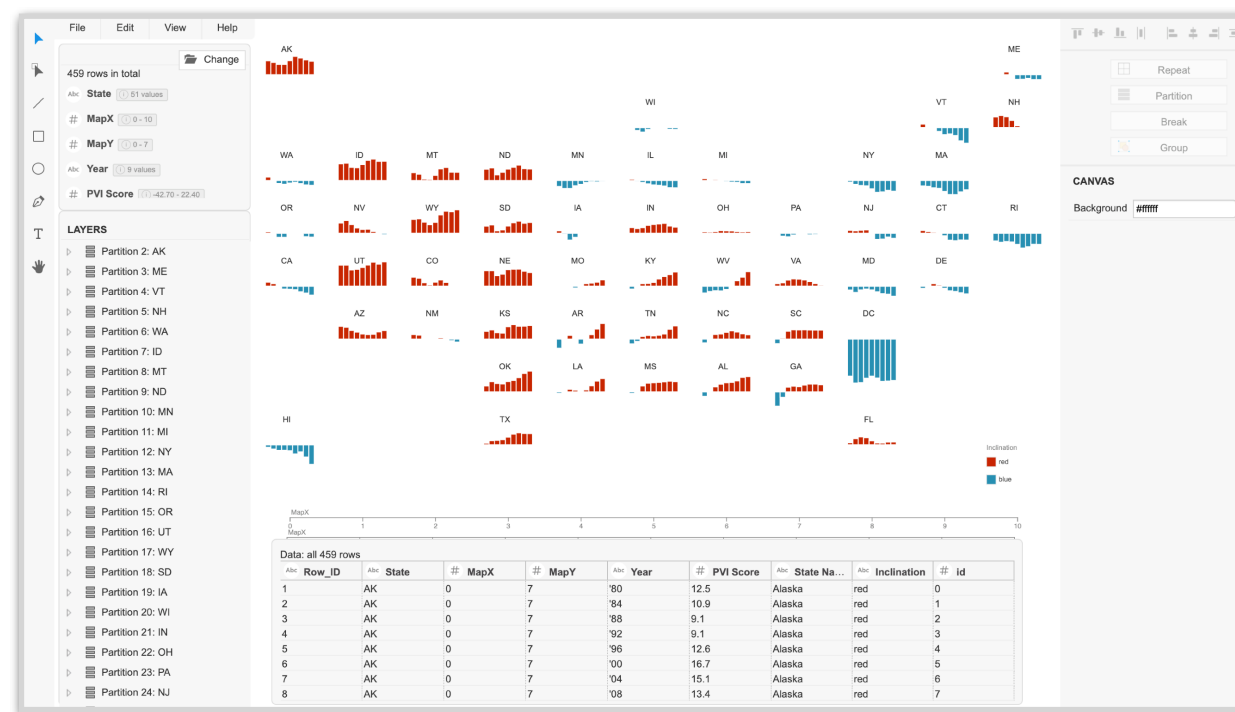 File Edit View Help
Change
459 rows in total
Abc State ⓘ 51 values
# MapX ⓘ 0 - 10
# MapY ⓘ 0 - 7
Abc Year ⓘ 9 values
# PVI Score ⓘ -42.70 - 22.40
LAYERS
Partition 2: AK
Partition 3: ME
Partition 4: VT
Partition 5: NH
Partition 6: WA
Partition 7: ID
Partition 8: MT
Partition 9: ND
Partition 10: MN
Partition 11: MI
Partition 12: NY
Partition 13: MA
Partition 14: RI
Partition 15: OR
Partition 16: UT
Partition 17: WY
Partition 18: SD
Partition 19: IA
Partition 20: WI
Partition 21: IN
Partition 22: OH
Partition 23: PA
Partition 24: NJ
T
AK ME
WI VT NH
WA ID MT ND MN IL MI NY MA
OR NV WY SD IA IN OH PA NJ CT RI
CA UT CO NE MO KY WV VA MD DE
AZ NM KS AR TN NC SC DC
OK LA MS AL GA
HI TX FL
Inclination
red
blue
MapX
0 1 2 3 4 5 6 7 8 9 10
MapX
Data: all 459 rows
Abc Row_ID Abc State # MapX # MapY Abc Year # PVI Score Abc State Na... Abc Inclination # id
1 AK 0 7 '80 12.5 Alaska red 0
2 AK 0 7 '84 10.9 Alaska red 1
3 AK 0 7 '88 9.1 Alaska red 2
4 AK 0 7 '92 9.1 Alaska red 3
5 AK 0 7 '96 12.6 Alaska red 4
6 AK 0 7 '00 16.7 Alaska red 5
7 AK 0 7 '04 15.1 Alaska red 6
8 AK 0 7 '08 13.4 Alaska red 7
Repeat
Partition
Break
Group
CANVAS
Background #ffffff